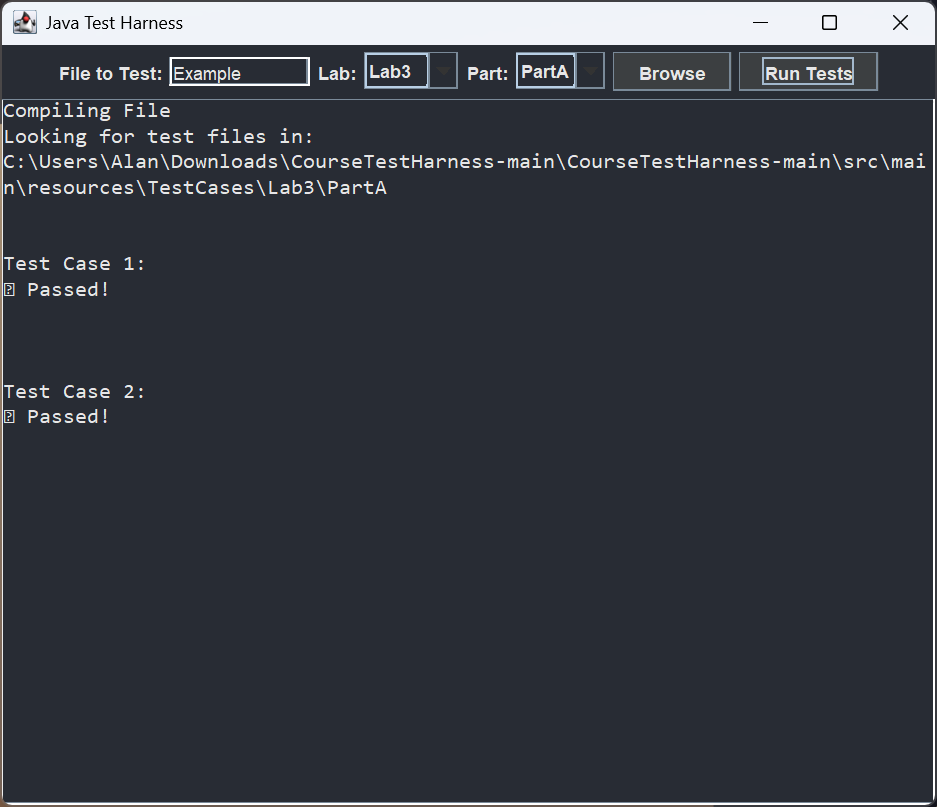 Java Test Harness
File to Test: Example Lab: Lab3 Part: PartA Browse Run Tests
Compiling File
Looking for test files in:
C:\Users\Alan\Downloads\CourseTestHarness-main\CourseTestHarness-main\src\mai
n\resources\TestCases\Lab3\PartA
Test Case 1:
⍰ Passed!
Test Case 2:
⍰ Passed!